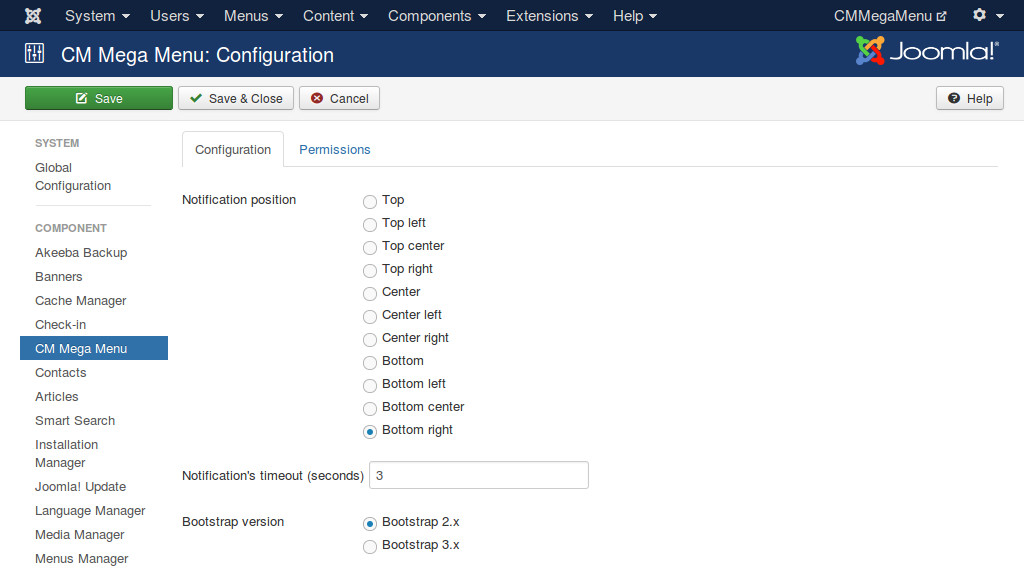 System Users Menus Content Components Extensions Help CMMegaMenu
CM Mega Menu: Configuration Joomla!®
Save Save & Close Cancel Help
SYSTEM
Global
Configuration
COMPONENT
Akeeba Backup
Banners
Cache Manager
Check-in
CM Mega Menu
Contacts
Articles
Smart Search
Installation
Manager
Joomla! Update
Language Manager
Media Manager
Menus Manager
Configuration Permissions
Notification position
Top
Top left
Top center
Top right
Center
Center left
Center right
Bottom
Bottom left
Bottom center
Bottom right
Notification's timeout (seconds) 3
Bootstrap version
Bootstrap 2.x
Bootstrap 3.x